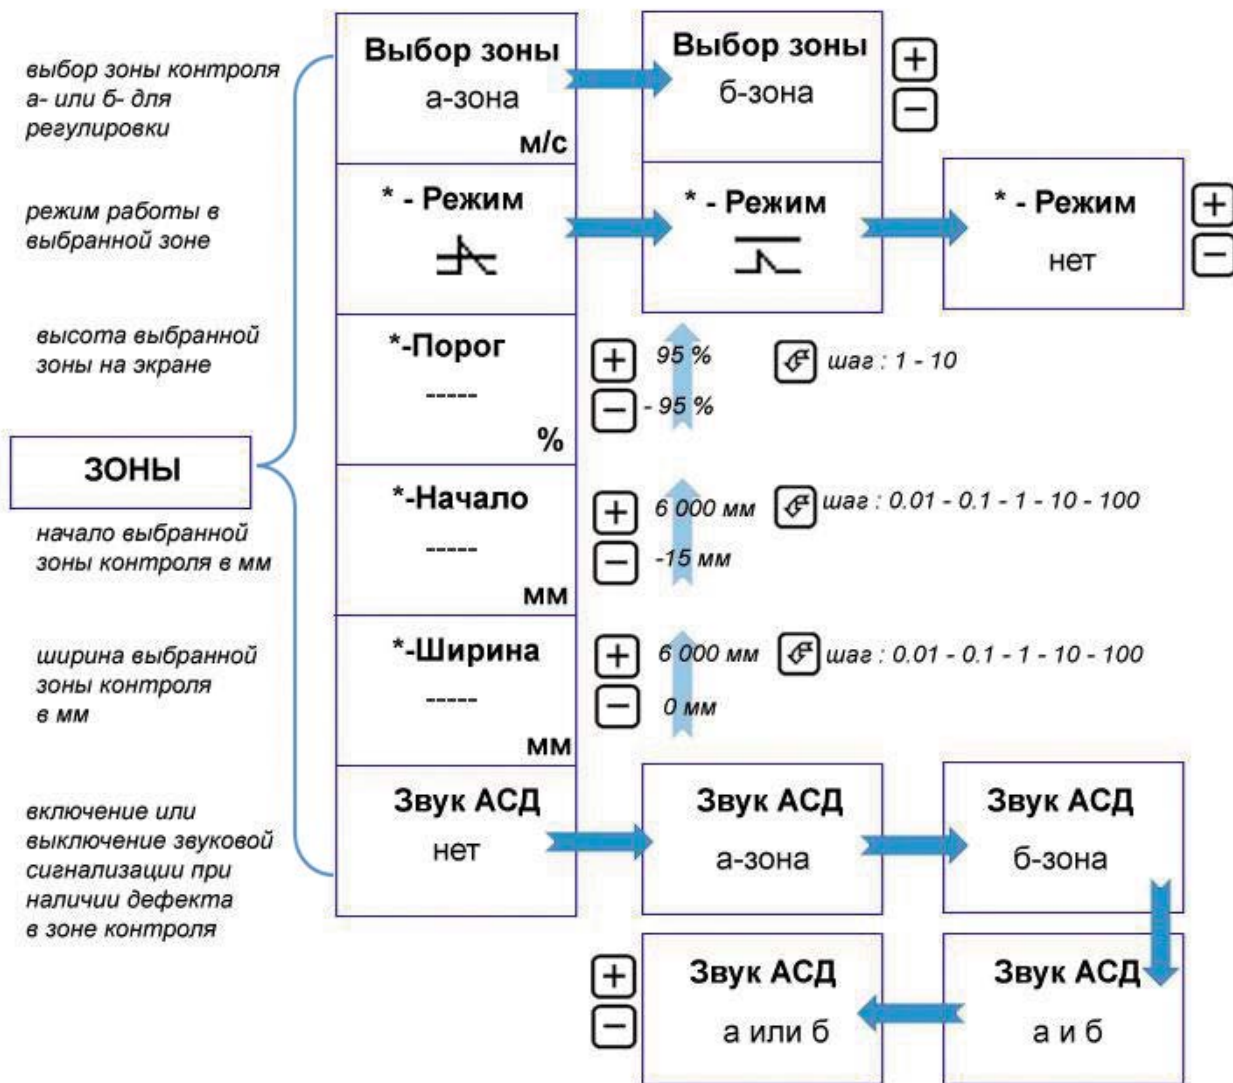 выбор зоны контроля
а- или б- для
регулировки
Выбор зоны
а-зона
м/с
Выбор зоны
б-зона
+
−
режим работы в
выбранной зоне
* - Режим
* - Режим
* - Режим
нет
+
−
высота выбранной
зоны на экране
*-Порог
-----
%
+
−
95 %
- 95 %
шаг : 1 - 10
ЗОНЫ
начало выбранной
зоны контроля в мм
*-Начало
-----
мм
+
−
6 000 мм
-15 мм
шаг : 0.01 - 0.1 - 1 - 10 - 100
ширина выбранной
зоны контроля
в мм
*-Ширина
-----
мм
+
−
6 000 мм
0 мм
шаг : 0.01 - 0.1 - 1 - 10 - 100
включение или
выключение звуковой
сигнализации при
наличии дефекта
в зоне контроля
Звук АСД
нет
Звук АСД
а-зона
Звук АСД
б-зона
+
−
Звук АСД
а или б
Звук АСД
а и б